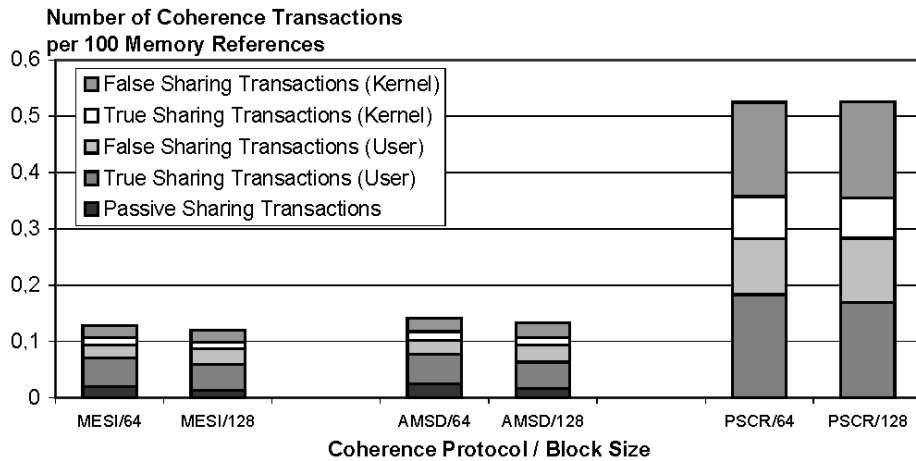 Number of Coherence Transactions
per 100 Memory References
0,6
0,5
0,4
0,3
0,2
0,1
0
False Sharing Transactions (Kernel)
True Sharing Transactions (Kernel)
False Sharing Transactions (User)
True Sharing Transactions (User)
Passive Sharing Transactions
MESI/64 MESI/128 AMSD/64 AMSD/128 PSCR/64 PSCR/128
Coherence Protocol / Block Size